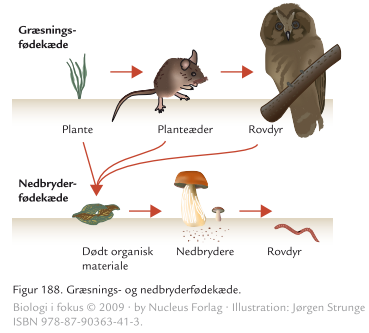 Græsnings-
fødekæde
Plante
Planteæder
Rovdyr
Nedbryder-
fødekæde
Dødt organisk
materiale
Nedbrydere
Rovdyr
Figur 188. Græsnings- og nedbryderfødekæde.
Biologi i fokus © 2009 · by Nucleus Forlag · Illustration: Jørgen Strunge
ISBN 978-87-90363-41-3.